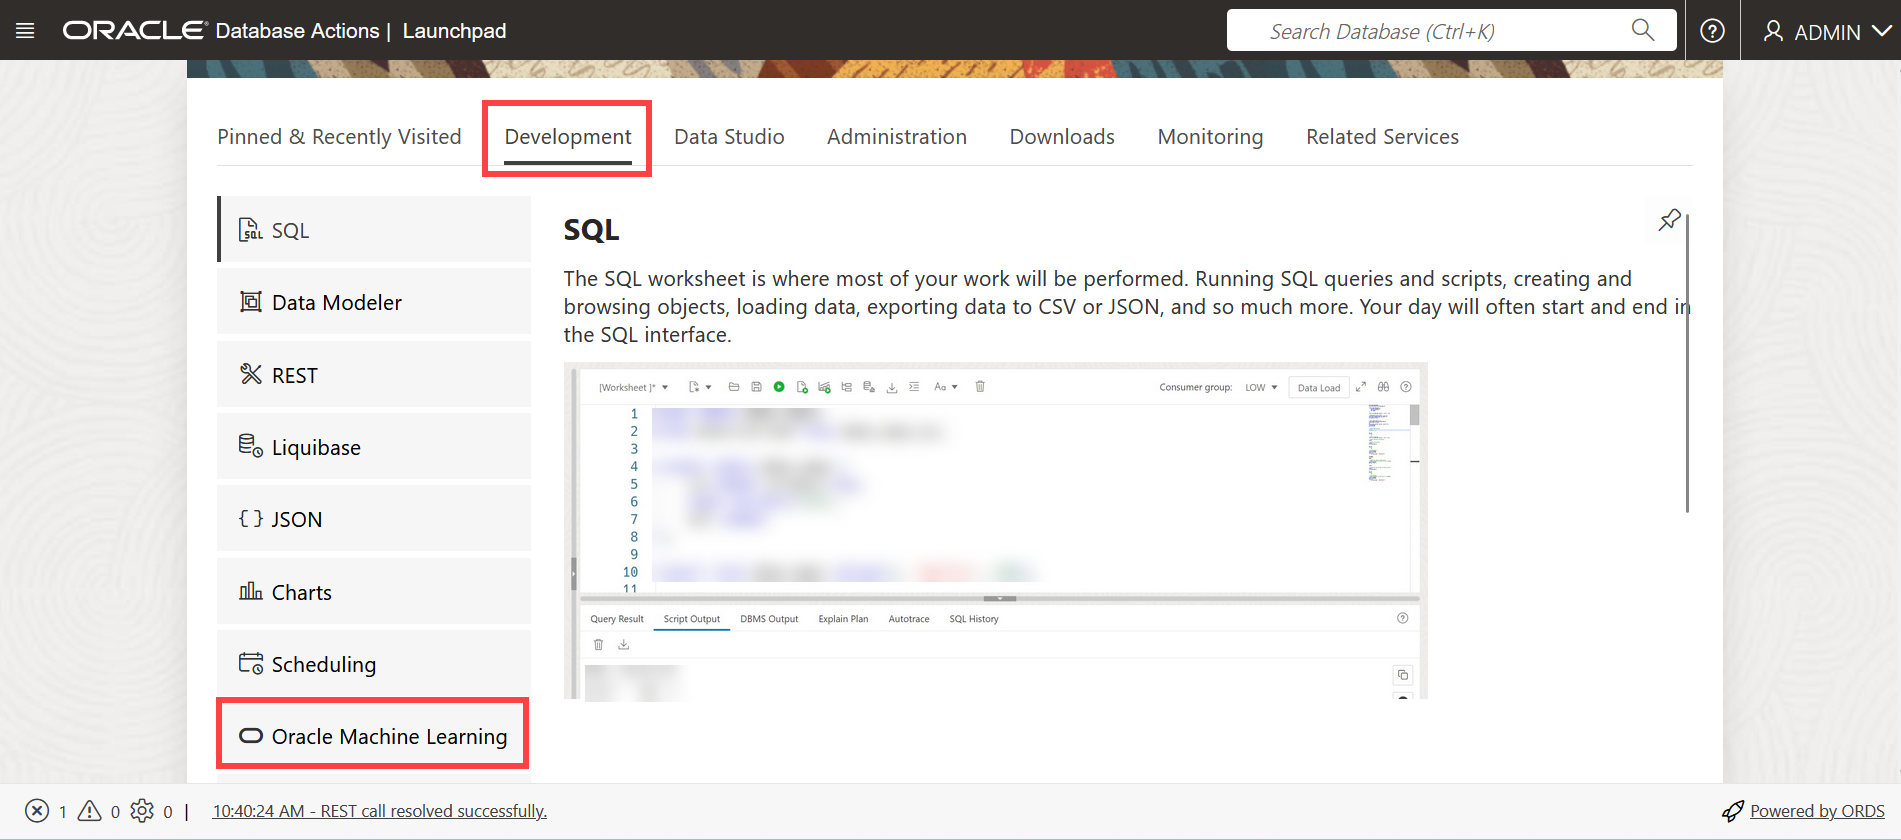 ORACLE Database Actions | Launchpad
Search Database (Ctrl+K)
ADMIN
Pinned & Recently Visited
Development
Data Studio
Administration
Downloads
Monitoring
Related Services
SQL
Data Modeler
REST
Liquibase
{ } JSON
Charts
Scheduling
Oracle Machine Learning
SQL
The SQL worksheet is where most of your work will be performed. Running SQL queries and scripts, creating and
browsing objects, loading data, exporting data to CSV or JSON, and so much more. Your day will often start and end in
the SQL interface.
[Worksheet ]*
Aa
Consumer group: LOW
Data Load
1
2
3
4
5
6
7
8
9
10
11
Query Result
Script Output
DBMS Output
Explain Plan
Autotrace
SQL History
1
0
0 |
10:40:24 AM - REST call resolved successfully.
Powered by ORDS